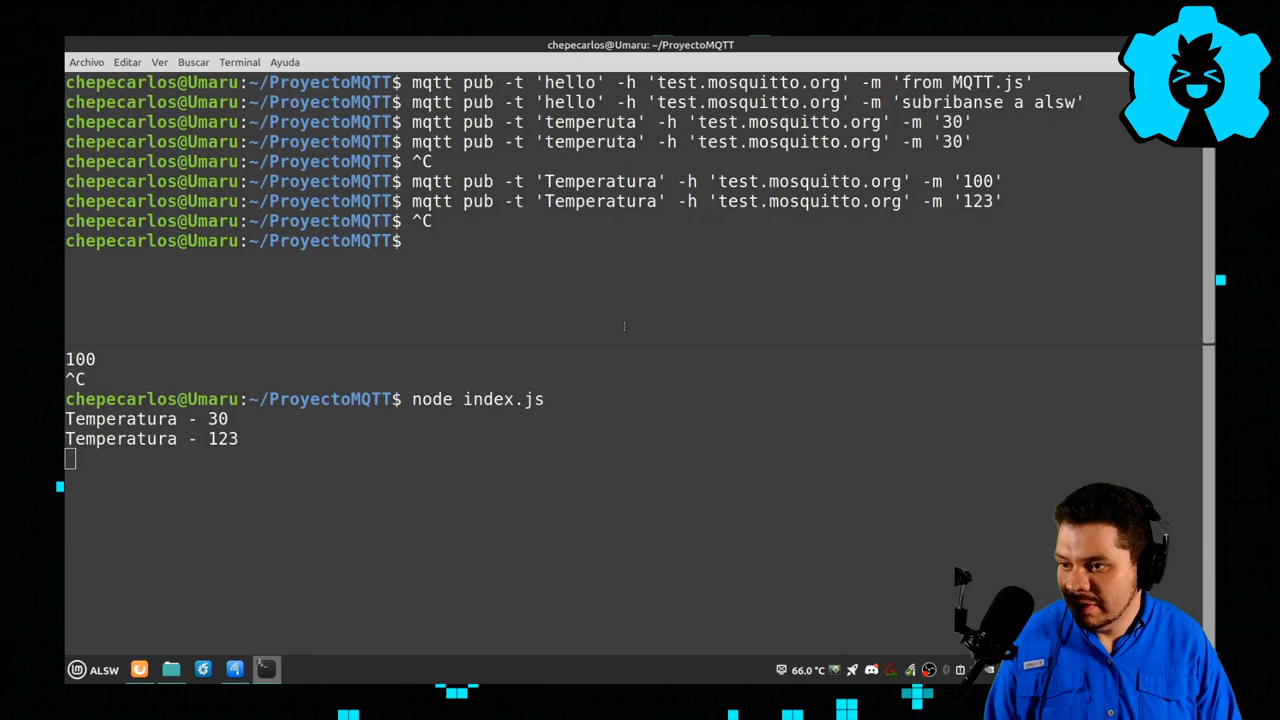 chepecarlos@Umaru: ~/ProyectoMQTT
Archivo Editar Ver Buscar Terminal Ayuda
chepecarlos@Umaru:~/ProyectoMQTT$ mqtt pub -t 'hello' -h 'test.mosquitto.org' -m 'from MQTT.js'
chepecarlos@Umaru:~/ProyectoMQTT$ mqtt pub -t 'hello' -h 'test.mosquitto.org' -m 'subribanse a alsw'
chepecarlos@Umaru:~/ProyectoMQTT$ mqtt pub -t 'temperuta' -h 'test.mosquitto.org' -m '30'
chepecarlos@Umaru:~/ProyectoMQTT$ mqtt pub -t 'temperuta' -h 'test.mosquitto.org' -m '30'
chepecarlos@Umaru:~/ProyectoMQTT$ ^C
chepecarlos@Umaru:~/ProyectoMQTT$ mqtt pub -t 'Temperatura' -h 'test.mosquitto.org' -m '100'
chepecarlos@Umaru:~/ProyectoMQTT$ mqtt pub -t 'Temperatura' -h 'test.mosquitto.org' -m '123'
chepecarlos@Umaru:~/ProyectoMQTT$ ^C
chepecarlos@Umaru:~/ProyectoMQTT$
100
^C
chepecarlos@Umaru:~/ProyectoMQTT$ node index.js
Temperatura - 30
Temperatura - 123
ALSW 66.0 °C